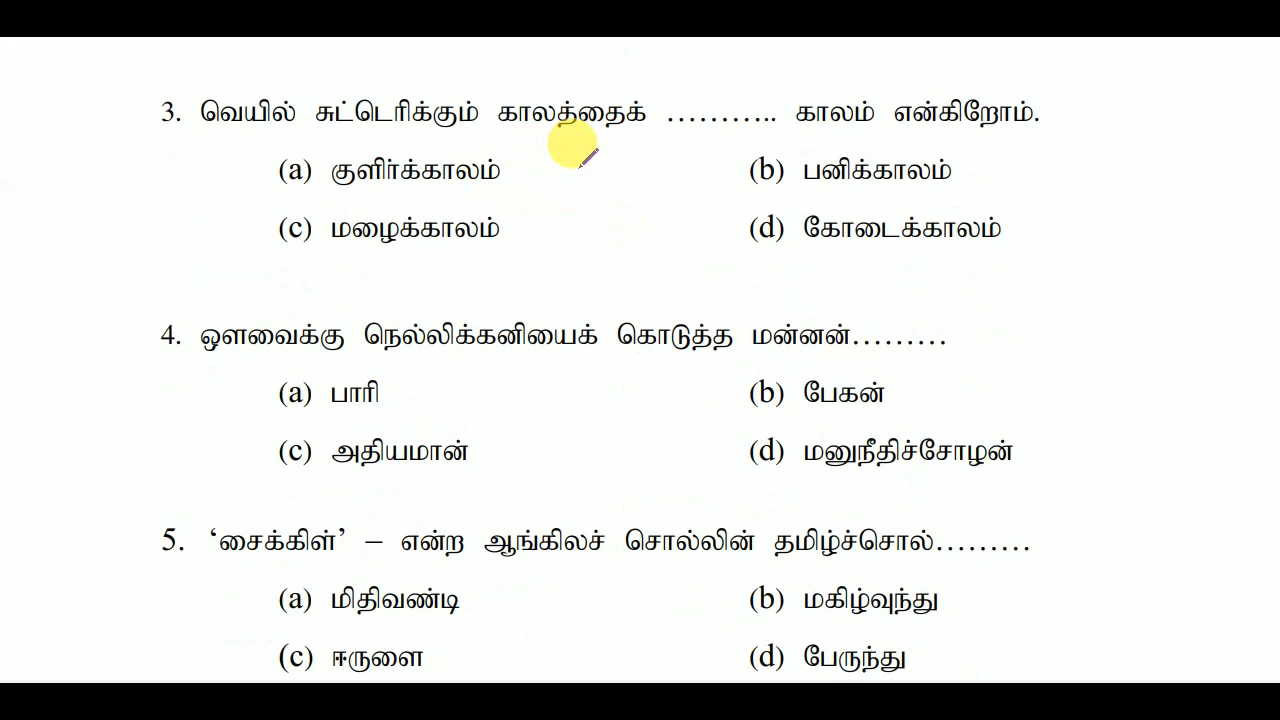 3. வெயில் சுட்டெரிக்கும் காலத்தைக் ……….. காலம் என்கிறோம்.
(a) குளிர்க்காலம் (b) பனிக்காலம்
(c) மழைக்காலம் (d) கோடைக்காலம்
4. ஔவைக்கு நெல்லிக்கனியைக் கொடுத்த மன்னன்………
(a) பாரி (b) பேகன்
(c) அதியமான் (d) மனுநீதிச்சோழன்
5. ‘சைக்கிள்’ – என்ற ஆங்கிலச் சொல்லின் தமிழ்ச்சொல்………
(a) மிதிவண்டி (b) மகிழ்வுந்து
(c) ஈருளை (d) பேருந்து